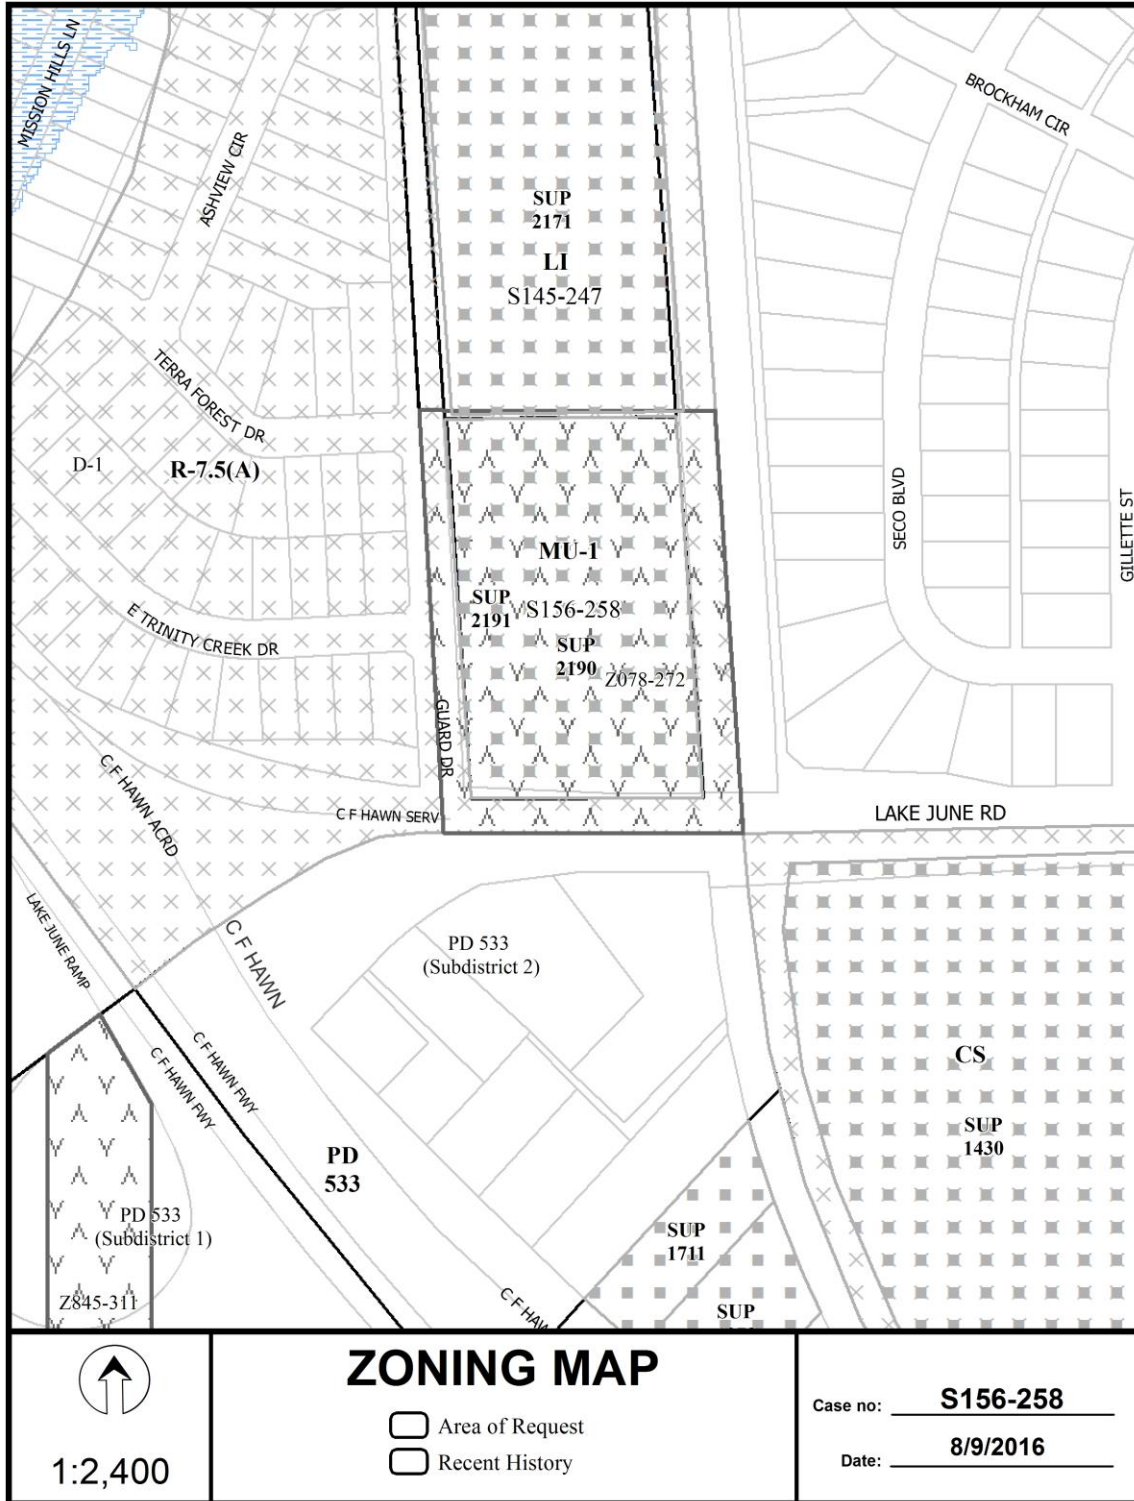 MISSION HILLS LN
ASHVIEW CIR
BROCKHAM CIR
SUP
2171
LI
S145-247
TERRA FOREST DR
D-1
R-7.5(A)
SECO BLVD
GILLETTE ST
MU-1
SUP
2191
S156-258
SUP
2190
Z078-272
E TRINITY CREEK DR
GUARD DR
C F HAWN ACRD
C F HAWN SERV
LAKE JUNE RD
LAKE JUNE RAMP
C F HAWN
PD 533
(Subdistrict 2)
C F HAWN FWY
C F HAWN FWY
CS
SUP
1430
PD
533
PD 533
(Subdistrict 1)
SUP
1711
Z845-311
C F HAW
SUP
1:2,400
ZONING MAP
Area of Request
Recent History
Case no: S156-258
Date: 8/9/2016